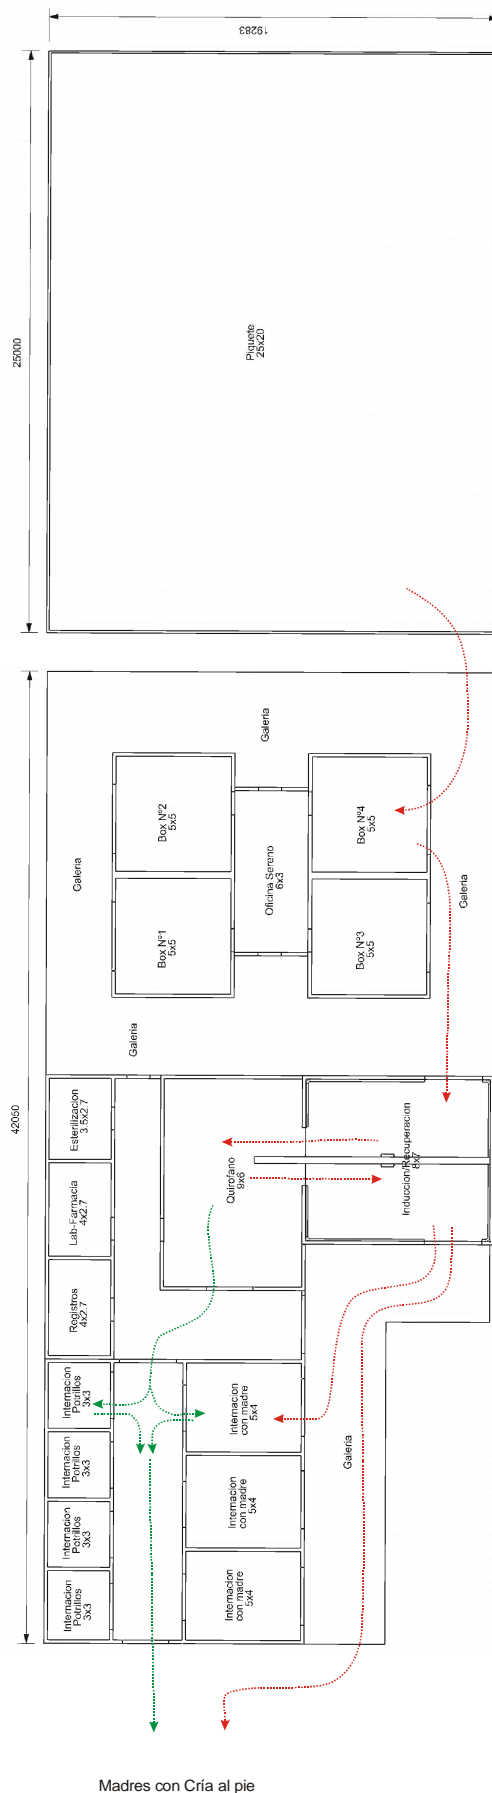 19283
25000
Piquete
25x20
42050
Galeria
Galeria
Box Nº2
5x5
Box Nº4
5x5
Oficina Sereno
6x3
Box Nº1
5x5
Box Nº3
5x5
Galeria
Galeria
Esterilizacion
3.5x2.7
Induccion/Recuperacion
8x7
Quirofano
9x6
Lab-Farmacia
4x2.7
Registros
4x2.7
Internacion
Potrillos
3x3
Internacion
con madre
5x4
Galeria
Internacion
Potrillos
3x3
Internacion
con madre
5x4
Internacion
Potrillos
3x3
Internacion
Potrillos
3x3
Internacion
con madre
5x4
Madres con Cría al pie